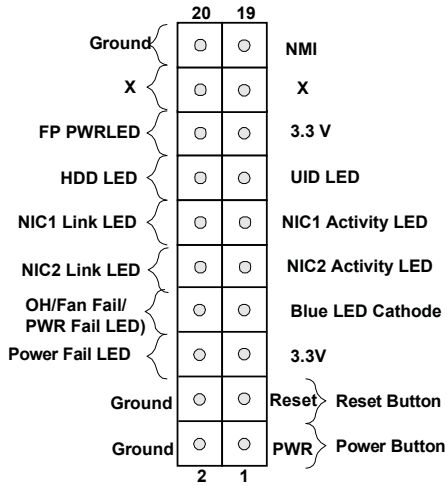 20 19
Ground NMI
X X
FP PWRLED 3.3 V
HDD LED UID LED
NIC1 Link LED NIC1 Activity LED
NIC2 Link LED NIC2 Activity LED
OH/Fan Fail/
PWR Fail LED) Blue LED Cathode
Power Fail LED 3.3V
Ground Reset Reset Button
Ground PWR Power Button
2 1